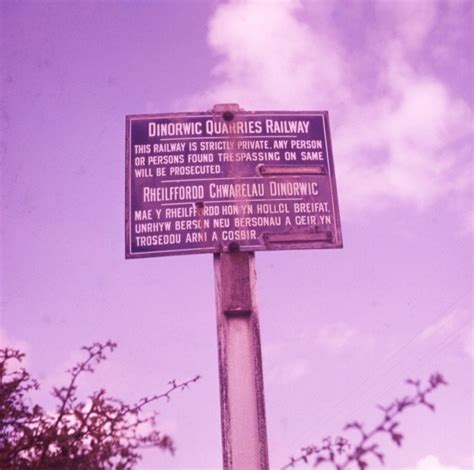 DINORWIC QUARRIES RAILWAY
THIS RAILWAY IS STRICTLY PRIVATE, ANY PERSON
OR PERSONS FOUND TRESPASSING ON SAME
WILL BE PROSECUTED.
RHEILFFORDD CHWARELAU DINORWIC
MAE Y RHEILFFORDD HON YN HOLLOL BREIFAT,
UNRHYW BERSON NEU BERSONAU A GEIR YN
TROSEDDU ARNI A GOSBIR.